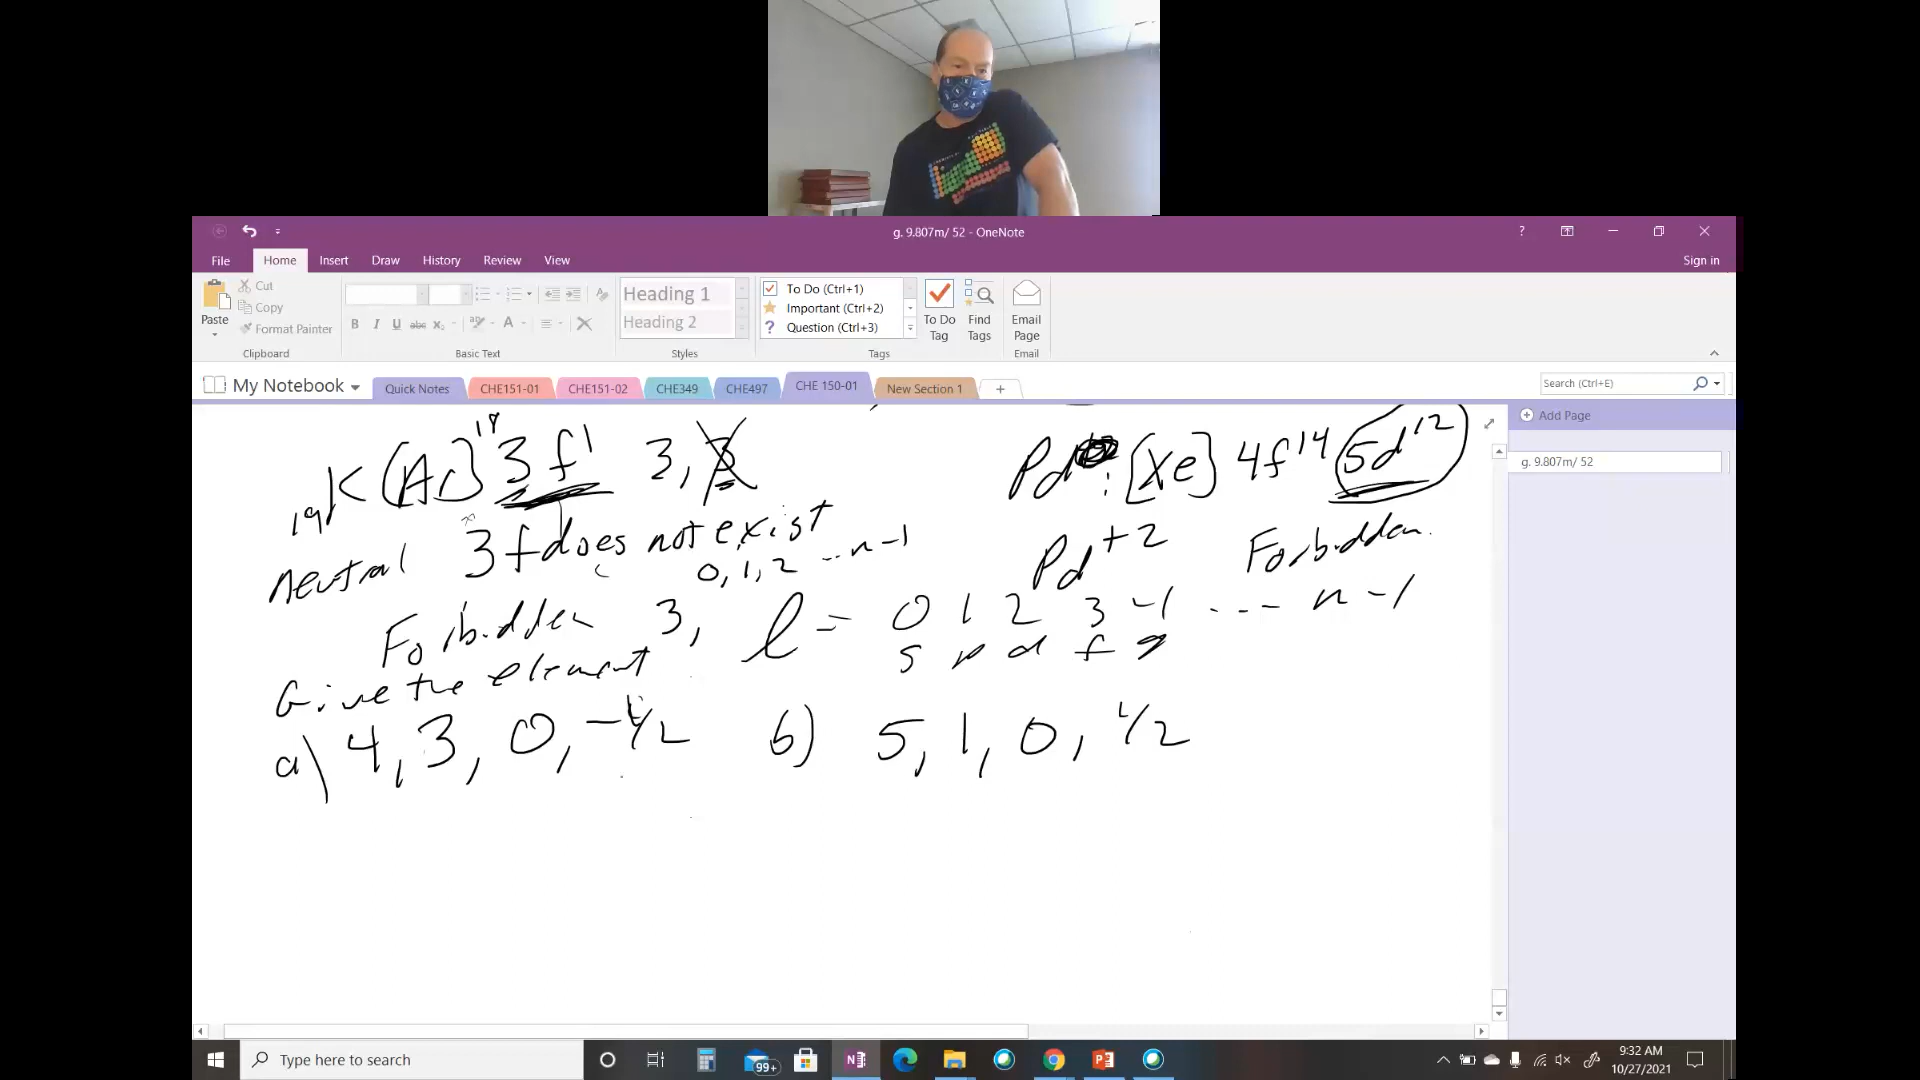 g. 9.807m/ 52 - OneNote
?
File Home Insert Draw History Review View Sign in
Paste
Cut
Copy
Format Painter
Clipboard
B I U abc X₂ A
Basic Text
Heading 1
Heading 2
Styles
To Do (Ctrl+1)
Important (Ctrl+2)
? Question (Ctrl+3)
Tags
To Do Tag
Find Tags
Email Page
Email
My Notebook Quick Notes CHE151-01 CHE151-02 CHE349 CHE497 CHE 150-01 New Section 1 +
Search (Ctrl+E)
Add Page
g. 9.807m/ 52
19K [Ar]18 3f1 3, 3
Pd : [Xe] 4f14 5d12
neutral 3f does not exist
0, 1, 2 ... n-1
Pd+2 Forbidden
Forbidden 3, l = 0 1 2 3 4 ... n-1
s p d f g
Give the element
a) 4, 3, 0, -1/2 b) 5, 1, 0, 1/2
Type here to search
99+
9:32 AM
10/27/2021